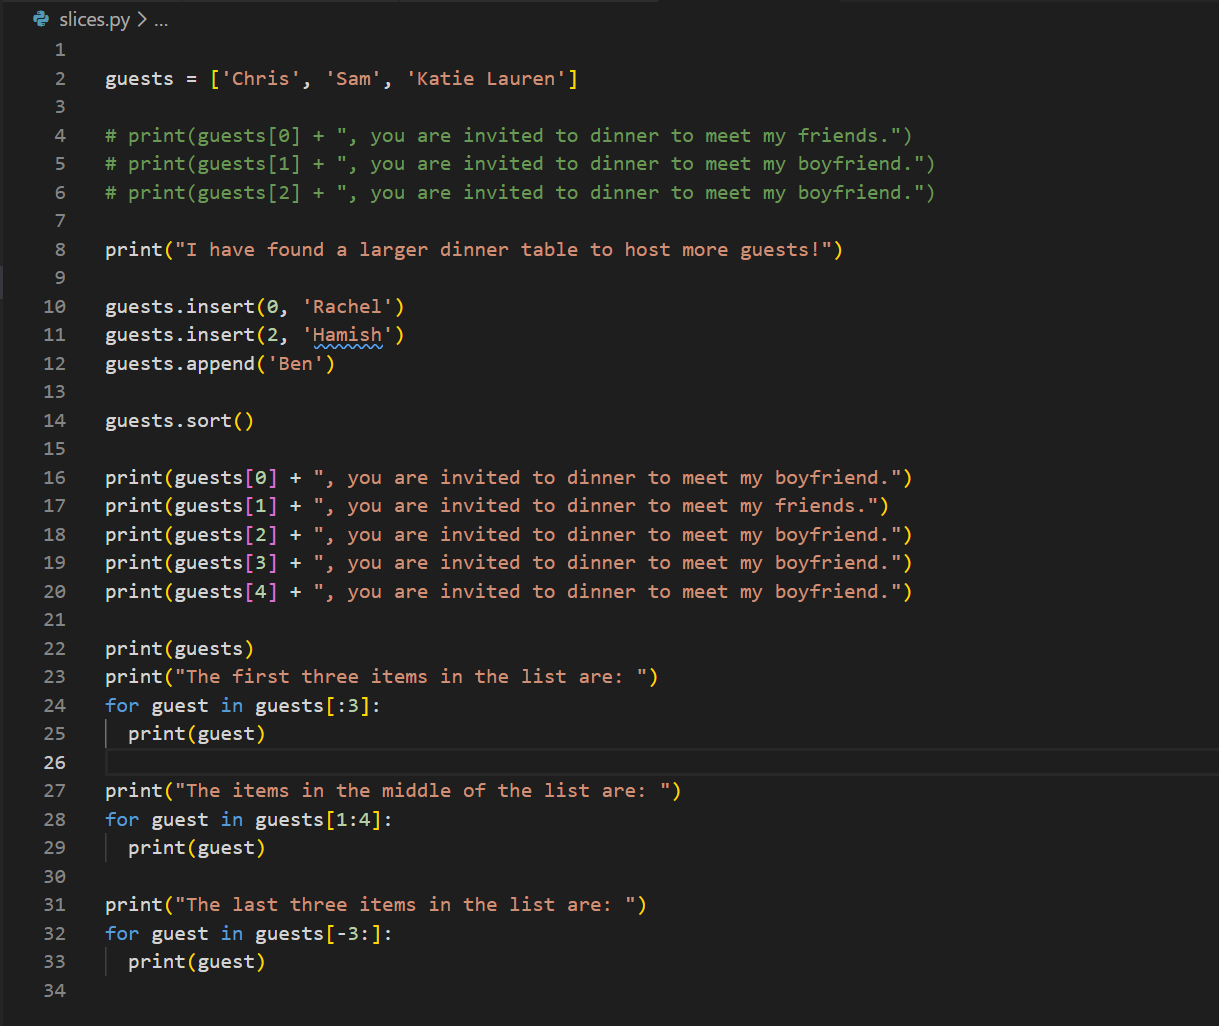 slices.py > ...
1
2 guests = ['Chris', 'Sam', 'Katie Lauren']
3
4 # print(guests[0] + ", you are invited to dinner to meet my friends.")
5 # print(guests[1] + ", you are invited to dinner to meet my boyfriend.")
6 # print(guests[2] + ", you are invited to dinner to meet my boyfriend.")
7
8 print("I have found a larger dinner table to host more guests!")
9
10 guests.insert(0, 'Rachel')
11 guests.insert(2, 'Hamish')
12 guests.append('Ben')
13
14 guests.sort()
15
16 print(guests[0] + ", you are invited to dinner to meet my boyfriend.")
17 print(guests[1] + ", you are invited to dinner to meet my friends.")
18 print(guests[2] + ", you are invited to dinner to meet my boyfriend.")
19 print(guests[3] + ", you are invited to dinner to meet my boyfriend.")
20 print(guests[4] + ", you are invited to dinner to meet my boyfriend.")
21
22 print(guests)
23 print("The first three items in the list are: ")
24 for guest in guests[:3]:
25   print(guest)
26
27 print("The items in the middle of the list are: ")
28 for guest in guests[1:4]:
29   print(guest)
30
31 print("The last three items in the list are: ")
32 for guest in guests[-3:]:
33   print(guest)
34